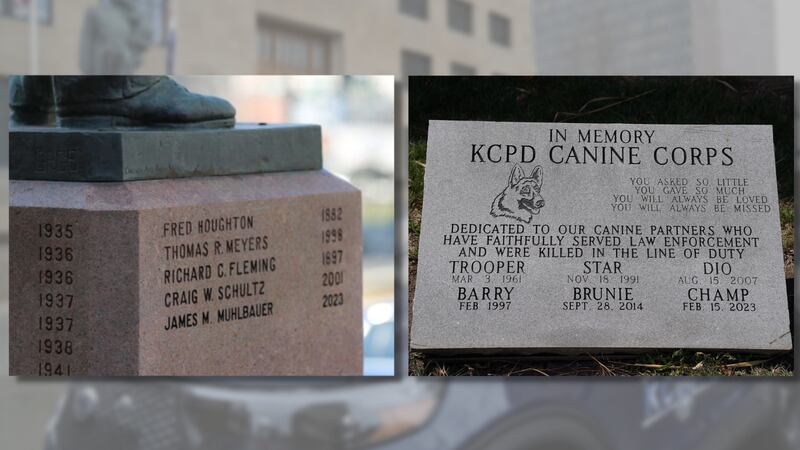 1935
1936
1936
1937
1937
1938
1941
FRED HOUGHTON 1882
THOMAS R. MEYERS 1998
RICHARD C. FLEMING 1897
CRAIG W. SCHULTZ 2001
JAMES M. MUHLBAUER 2023
IN MEMORY
KCPD CANINE CORPS
YOU ASKED SO LITTLE
YOU GAVE SO MUCH
YOU WILL ALWAYS BE LOVED
YOU WILL ALWAYS BE MISSED
DEDICATED TO OUR CANINE PARTNERS WHO
HAVE FAITHFULLY SERVED LAW ENFORCEMENT
AND WERE KILLED IN THE LINE OF DUTY
TROOPER STAR DIO
MAR. 3, 1961 NOV. 18, 1991 AUG. 15, 2007
BARRY BRUNIE CHAMP
FEB 1997 SEPT. 28, 2014 FEB 15, 2023